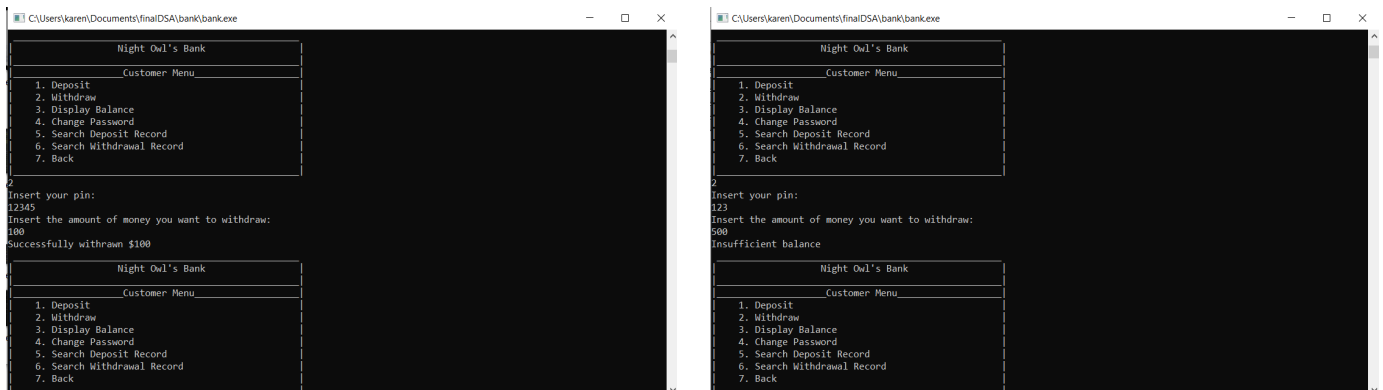 C:\Users\karen\Documents\finalDSA\bank\bank.exe
Night Owl's Bank
Customer Menu
1. Deposit
2. Withdraw
3. Display Balance
4. Change Password
5. Search Deposit Record
6. Search Withdrawal Record
7. Back
2
Insert your pin:
12345
Insert the amount of money you want to withdraw:
100
Successfully withrawn $100
Night Owl's Bank
Customer Menu
1. Deposit
2. Withdraw
3. Display Balance
4. Change Password
5. Search Deposit Record
6. Search Withdrawal Record
7. Back
C:\Users\karen\Documents\finalDSA\bank\bank.exe
Night Owl's Bank
Customer Menu
1. Deposit
2. Withdraw
3. Display Balance
4. Change Password
5. Search Deposit Record
6. Search Withdrawal Record
7. Back
2
Insert your pin:
123
Insert the amount of money you want to withdraw:
500
Insufficient balance
Night Owl's Bank
Customer Menu
1. Deposit
2. Withdraw
3. Display Balance
4. Change Password
5. Search Deposit Record
6. Search Withdrawal Record
7. Back